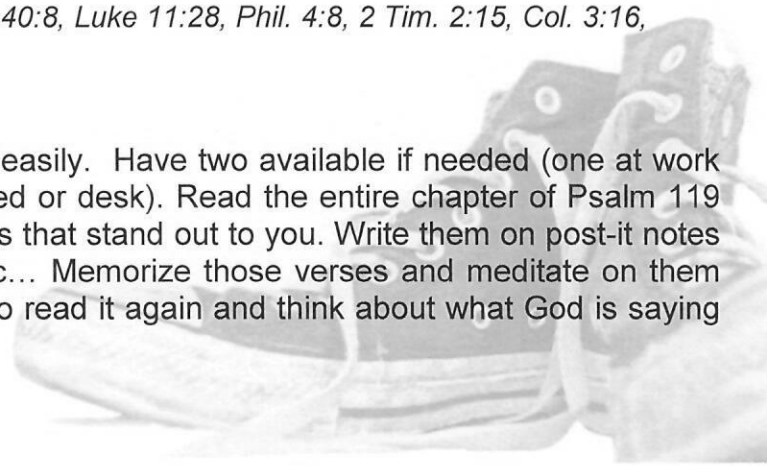 40:8, Luke 11:28, Phil. 4:8, 2 Tim. 2:15, Col. 3:16,
easily.  Have two available if needed (one at work
ed or desk). Read the entire chapter of Psalm 119
s that stand out to you. Write them on post-it notes
c... Memorize those verses and meditate on them
o read it again and think about what God is saying